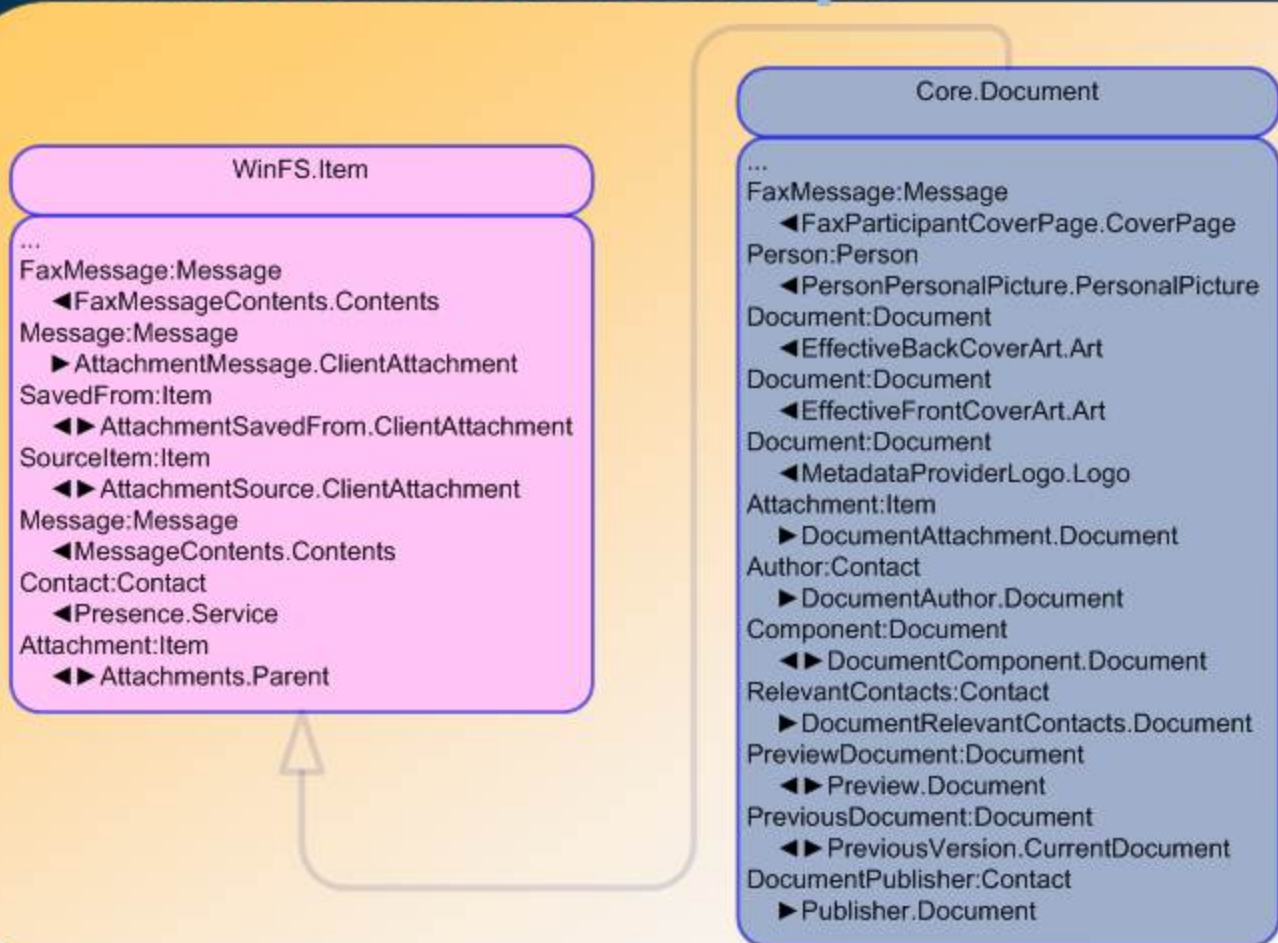 WinFS.Item
...
FaxMessage:Message
◄FaxMessageContents.Contents
Message:Message
►AttachmentMessage.ClientAttachment
SavedFrom:Item
◄►AttachmentSavedFrom.ClientAttachment
SourceItem:Item
◄►AttachmentSource.ClientAttachment
Message:Message
◄MessageContents.Contents
Contact:Contact
◄Presence.Service
Attachment:Item
◄►Attachments.Parent
Core.Document
...
FaxMessage:Message
◄FaxParticipantCoverPage.CoverPage
Person:Person
◄PersonPersonalPicture.PersonalPicture
Document:Document
◄EffectiveBackCoverArt.Art
Document:Document
◄EffectiveFrontCoverArt.Art
Document:Document
◄MetadataProviderLogo.Logo
Attachment:Item
►DocumentAttachment.Document
Author:Contact
►DocumentAuthor.Document
Component:Document
◄►DocumentComponent.Document
RelevantContacts:Contact
►DocumentRelevantContacts.Document
PreviewDocument:Document
◄►Preview.Document
PreviousDocument:Document
◄►PreviousVersion.CurrentDocument
DocumentPublisher:Contact
►Publisher.Document